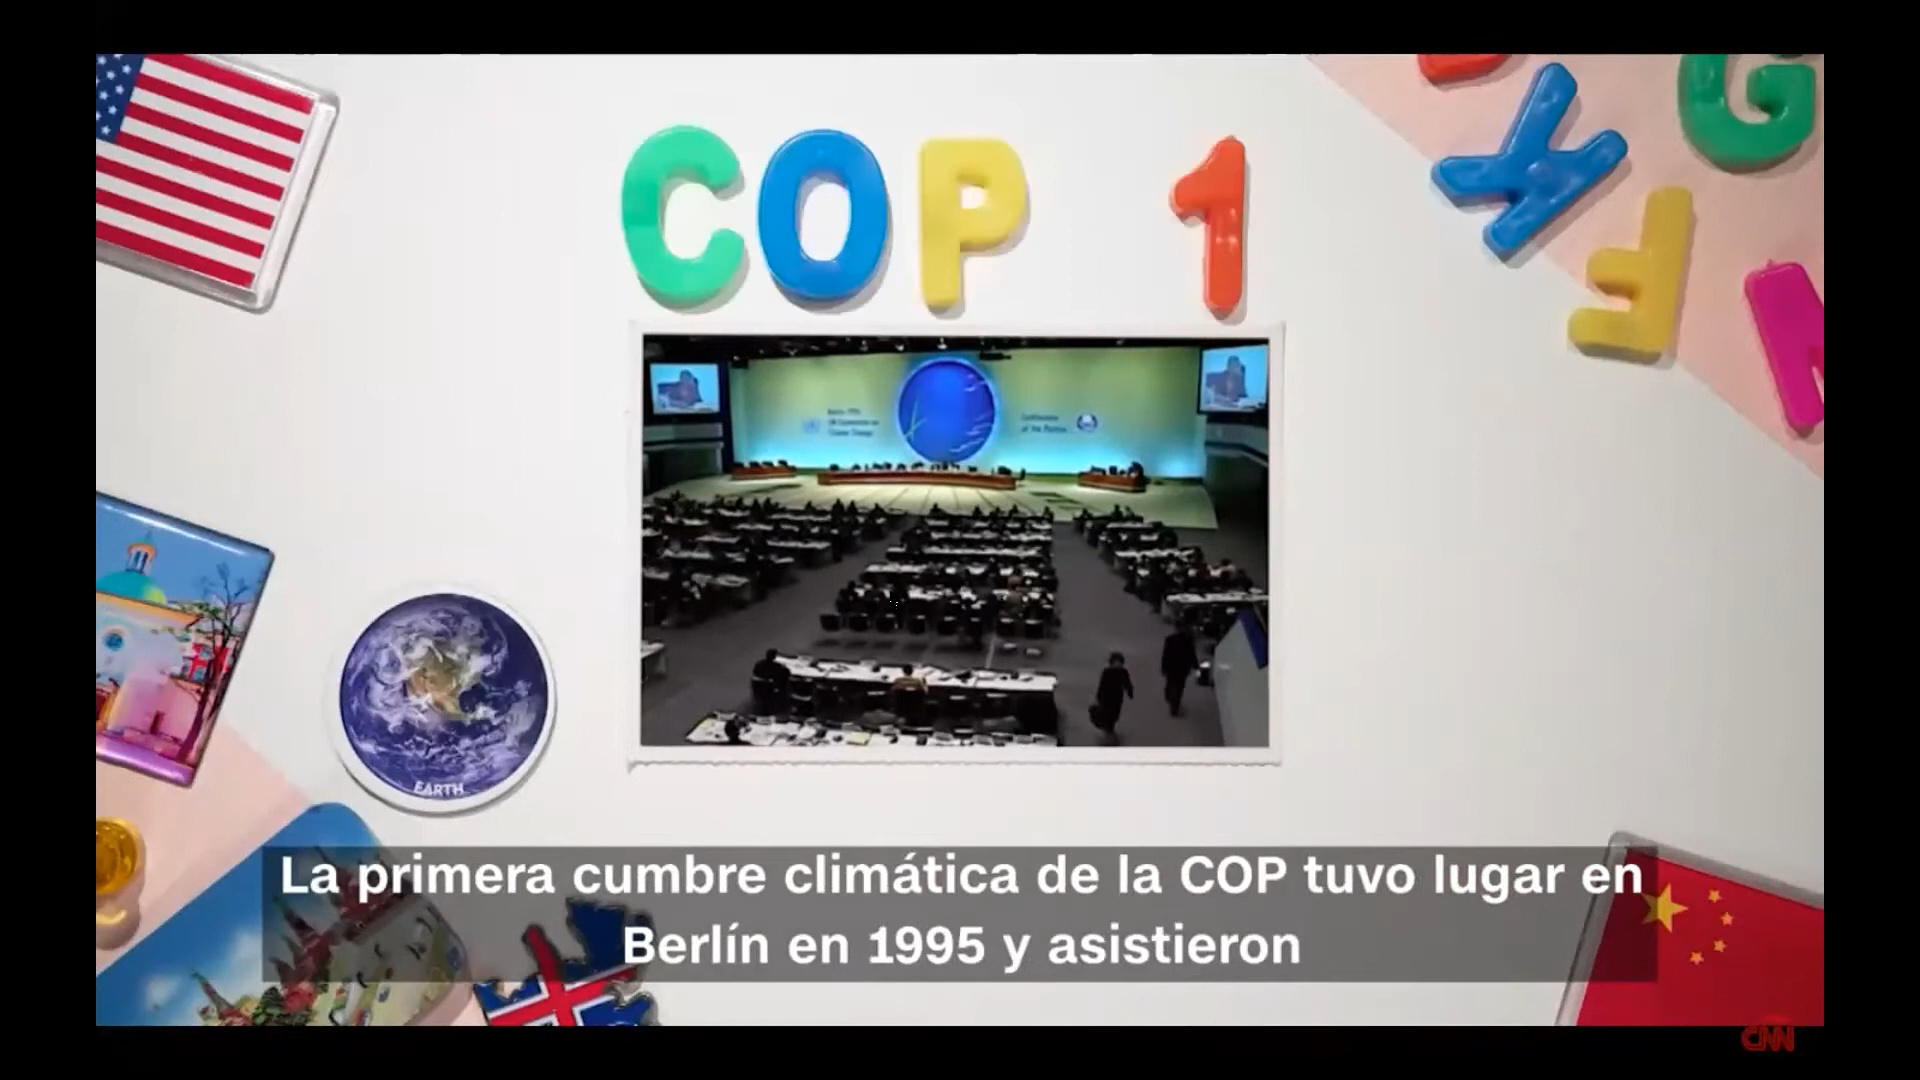 COP 1
EARTH
La primera cumbre climática de la COP tuvo lugar en
Berlín en 1995 y asistieron
CNN